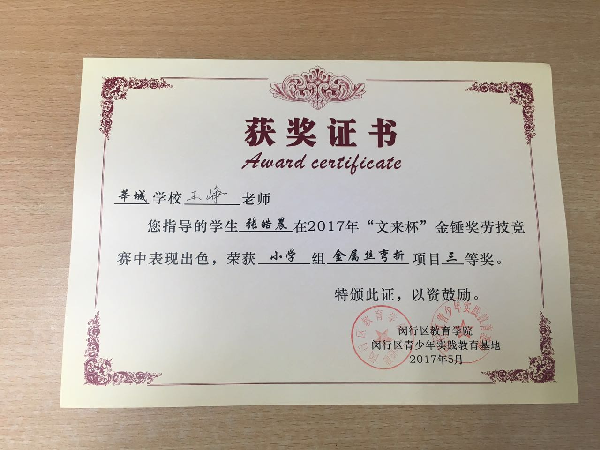 获奖证书
Award certificate
莘城学校王峰老师
您指导的学生张皓晨在2017年“文来杯”金锤奖劳技竞
赛中表现出色，荣获小学组金属丝弯折项目三等奖。
特颁此证，以资鼓励。
闵行区教育学院
闵行区青少年实践教育基地
2017年5月